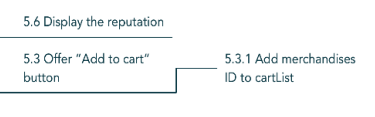 5.6 Display the reputation
5.3 Offer "Add to cart"
button
5.3.1 Add merchandises
ID to cartList